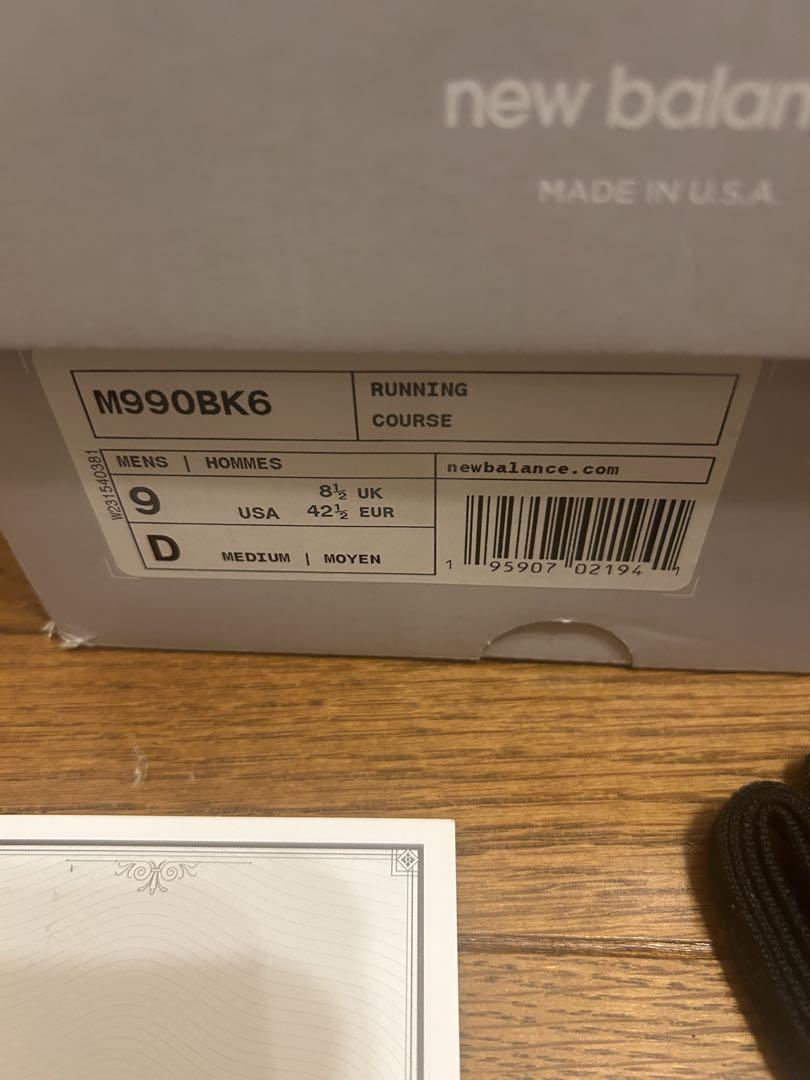 new balan
MADE IN U.S.A.
M990BK6
RUNNING
COURSE
MENS | HOMMES
newbalance.com
9
USA
8½ UK
42½ EUR
D
MEDIUM | MOYEN
W231540381
1 95907 02194 1